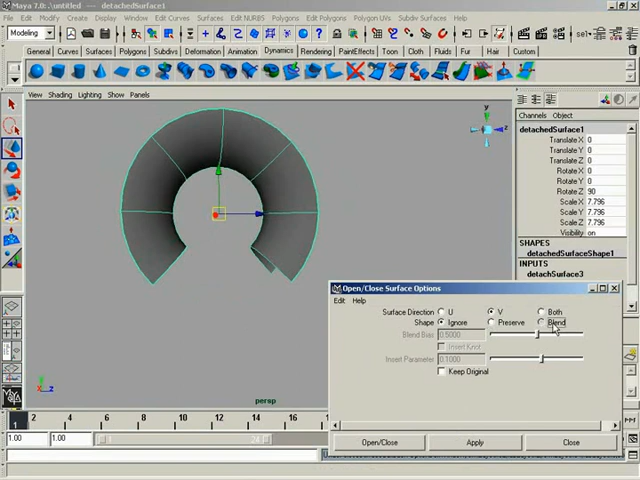 Maya 7.0: .\untitled --- detachedSurface1
File Edit Modify Create Display Window Edit Curves Surfaces Edit NURBS Polygons Edit Polygons Polygon UVs Subdiv Surfaces Help
Modeling
sel
General Curves Surfaces Polygons Subdivs Deformation Animation Dynamics Rendering PaintEffects Toon Cloth Fluids Fur Hair Custom
View Shading Lighting Show Panels
Channels Object
detachedSurface1
Translate X 0
Translate Y 0
Translate Z 0
Rotate X 0
Rotate Y 0
Rotate Z 90
Scale X 7.796
Scale Y 7.796
Scale Z 7.796
Visibility on
SHAPES
detachedSurfaceShape1
INPUTS
detachSurface3
y
z
Open/Close Surface Options
Edit Help
Surface Direction U V Both
Shape Ignore Preserve Blend
Blend Bias 0.5000
Insert Knot
Insert Parameter 0.1000
Keep Original
Open/Close Apply Close
persp
2 4 6 8 10 12 14
1.00 1.00 1 24